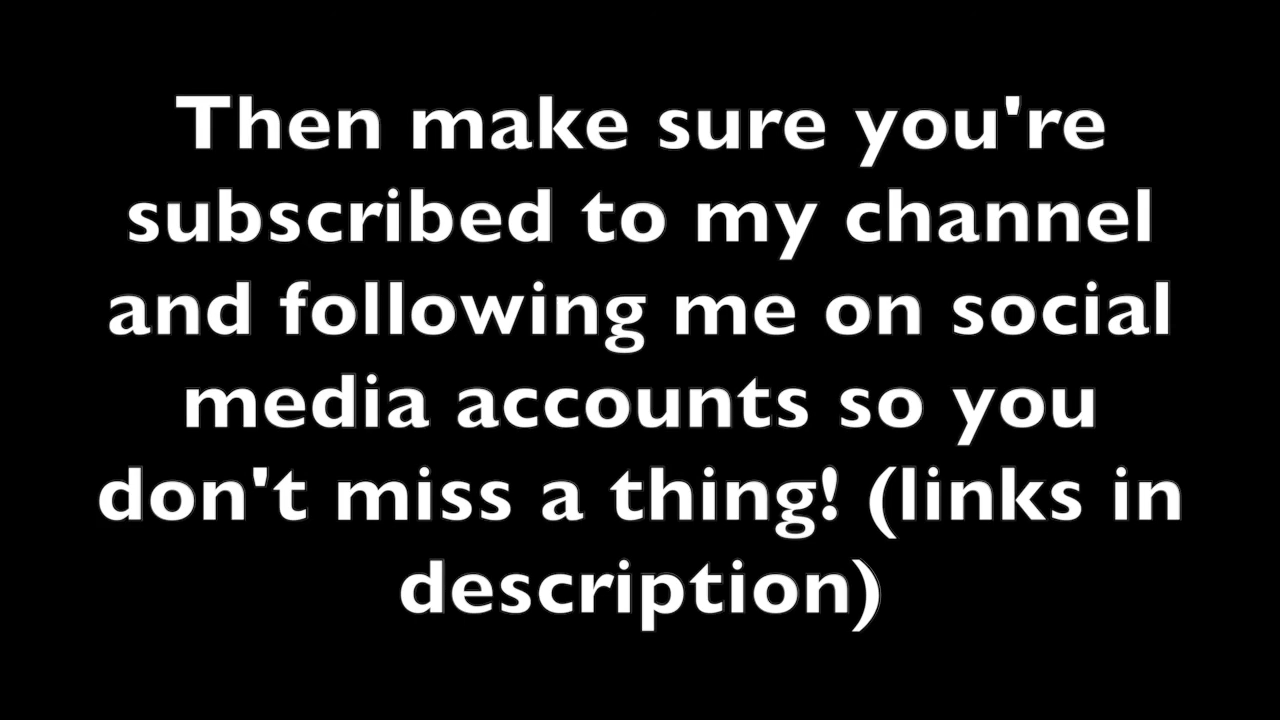 Then make sure you're
subscribed to my channel
and following me on social
media accounts so you
don't miss a thing! (links in
description)